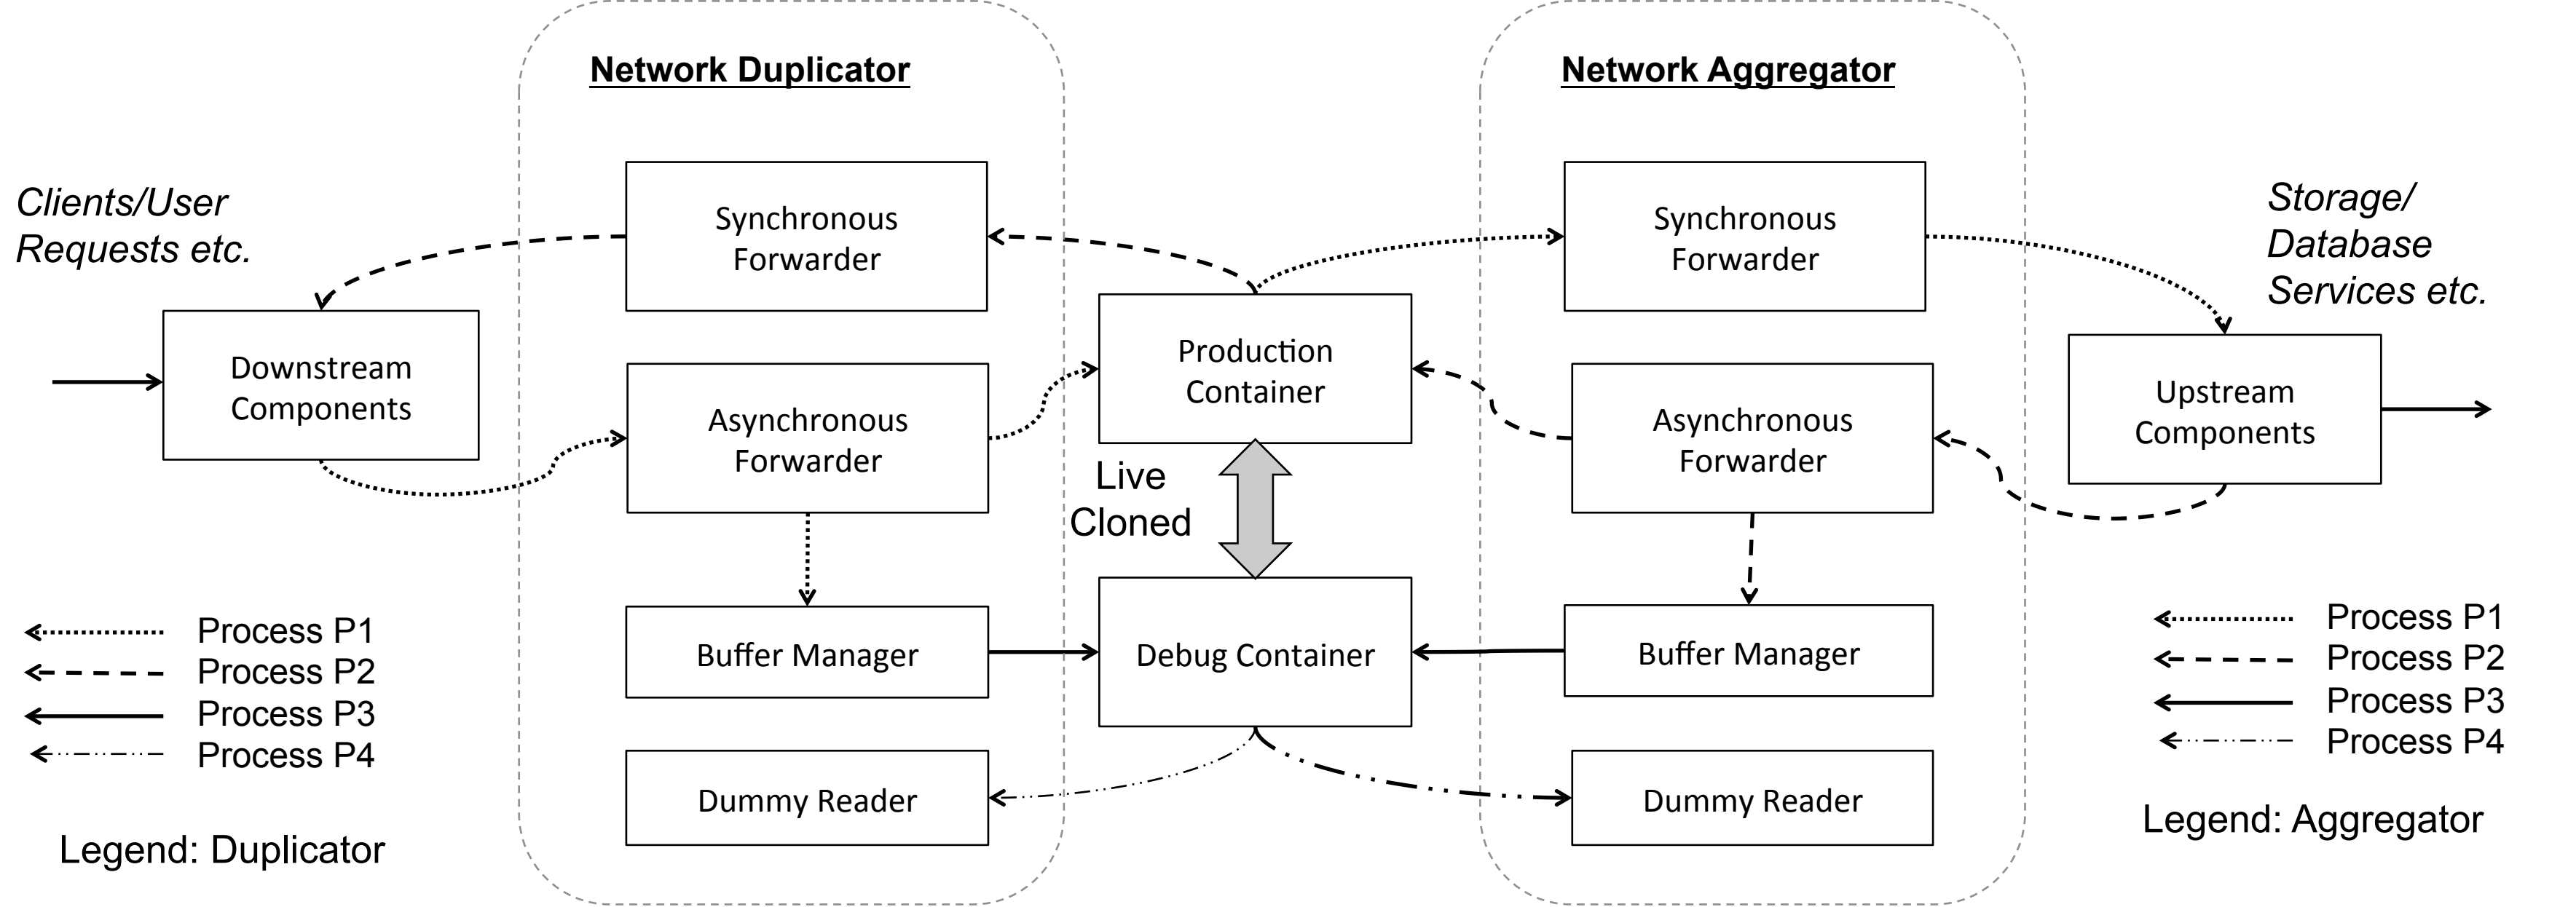 Network Duplicator
Network Aggregator
Clients/User
Requests etc.
Synchronous
Forwarder
Synchronous
Forwarder
Storage/
Database
Services etc.
Downstream
Components
Asynchronous
Forwarder
Production
Container
Asynchronous
Forwarder
Upstream
Components
Live
Cloned
Buffer Manager
Debug Container
Buffer Manager
Dummy Reader
Dummy Reader
Process P1
Process P2
Process P3
Process P4
Legend: Duplicator
Process P1
Process P2
Process P3
Process P4
Legend: Aggregator